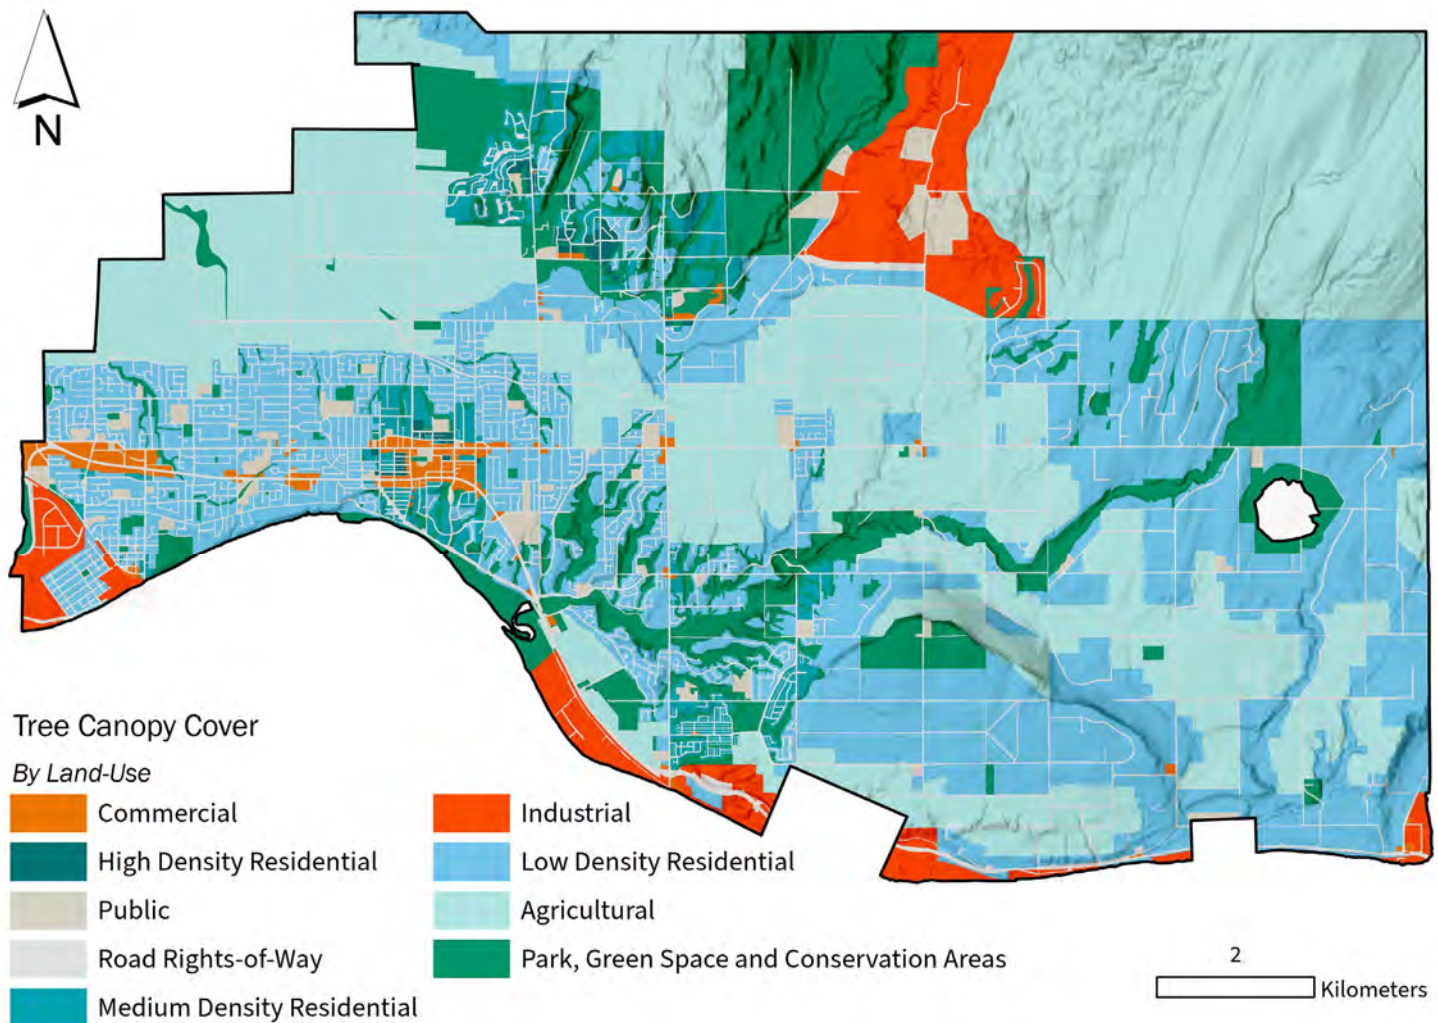 N
Tree Canopy Cover
By Land-Use
Commercial
High Density Residential
Public
Road Rights-of-Way
Medium Density Residential
Industrial
Low Density Residential
Agricultural
Park, Green Space and Conservation Areas
2
Kilometers